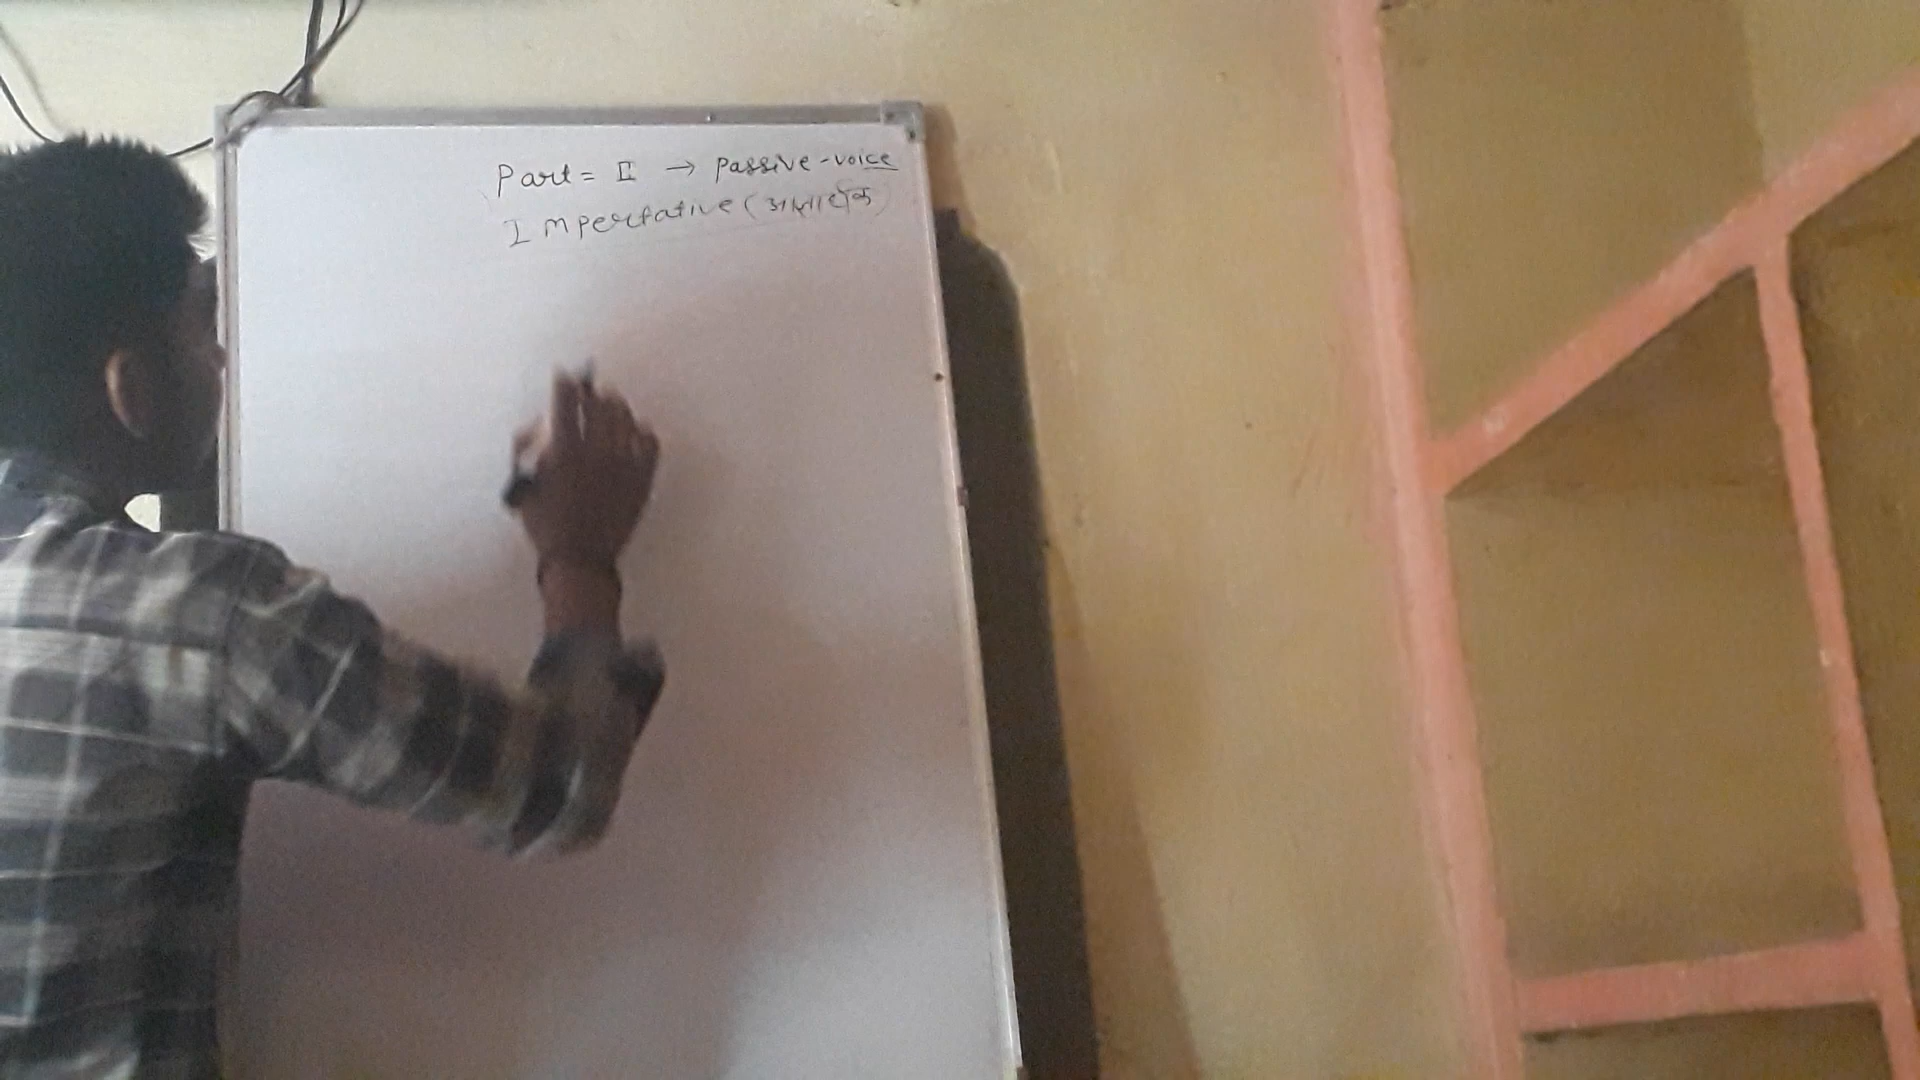 Part = II → Passive-voice
Imperfative (आज्ञार्थक)